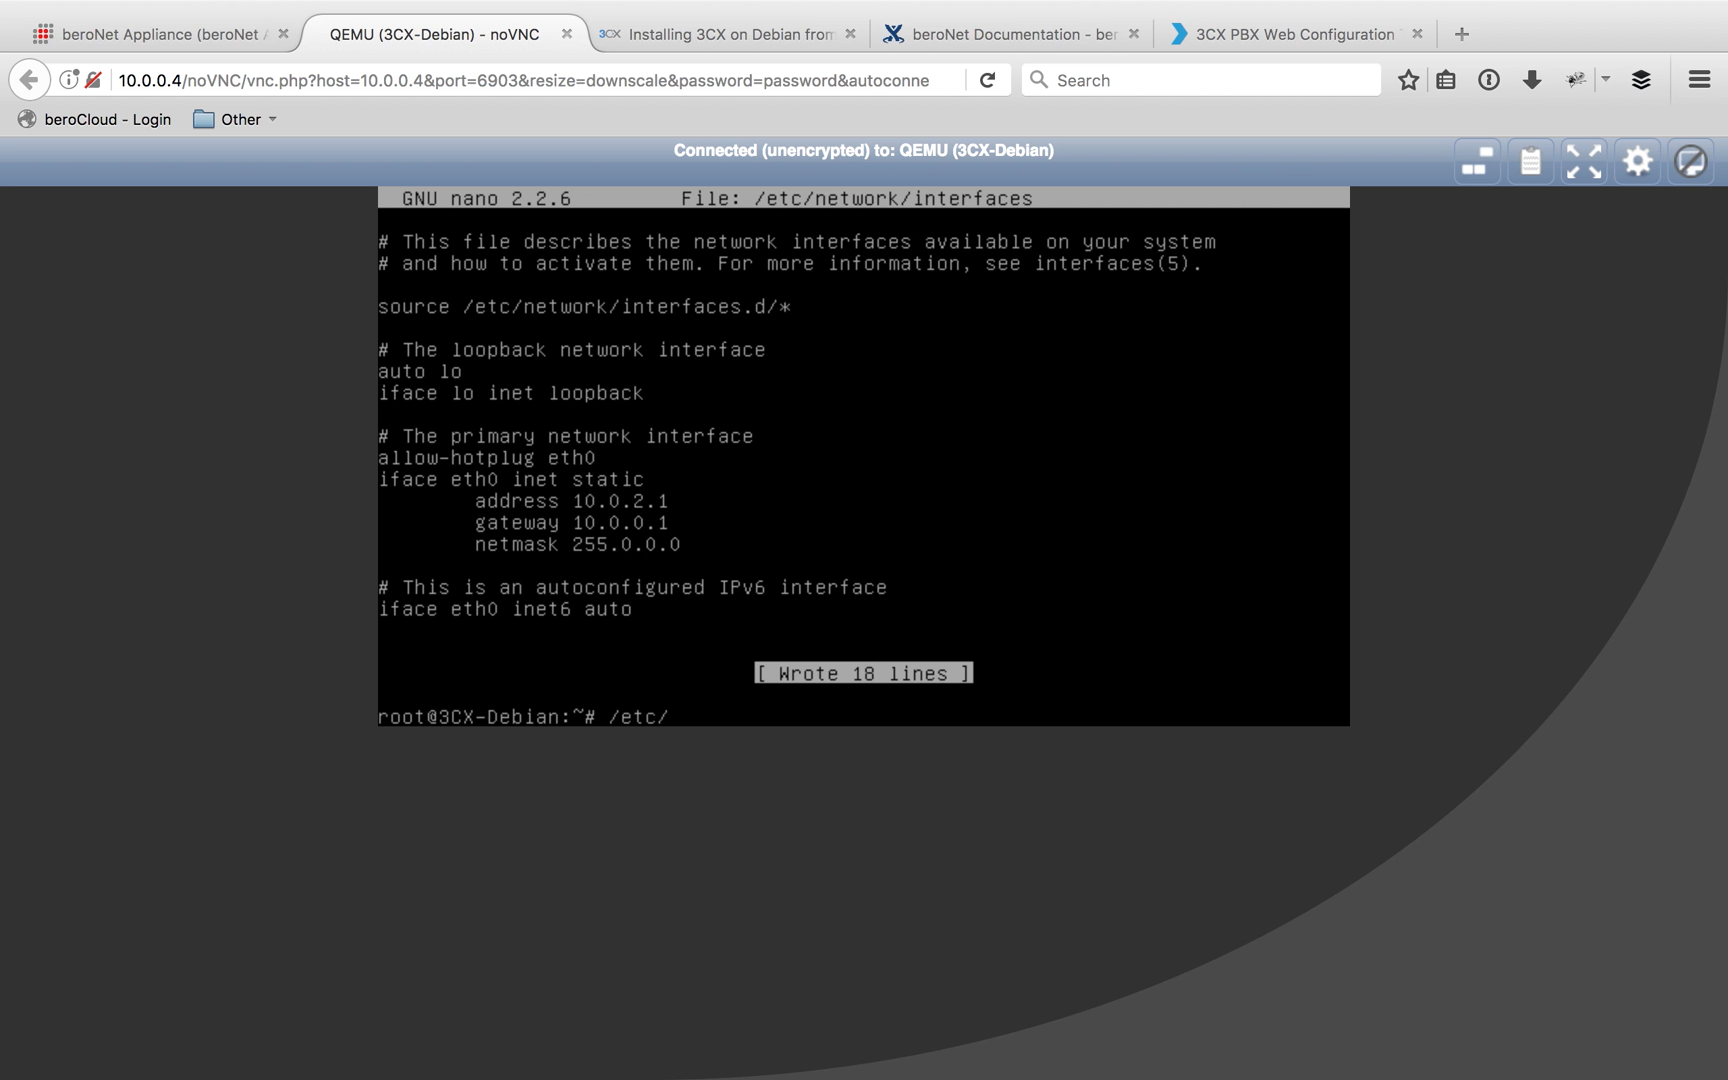 beroNet Appliance (beroNet A
QEMU (3CX-Debian) - noVNC
3CX Installing 3CX on Debian from
beroNet Documentation - ber
3CX PBX Web Configuration
10.0.0.4/noVNC/vnc.php?host=10.0.0.4&port=6903&resize=downscale&password=password&autoconne
Search
beroCloud - Login
Other
Connected (unencrypted) to: QEMU (3CX-Debian)
GNU nano 2.2.6 File: /etc/network/interfaces
# This file describes the network interfaces available on your system
# and how to activate them. For more information, see interfaces(5).
source /etc/network/interfaces.d/*
# The loopback network interface
auto lo
iface lo inet loopback
# The primary network interface
allow-hotplug eth0
iface eth0 inet static
address 10.0.2.1
gateway 10.0.0.1
netmask 255.0.0.0
# This is an autoconfigured IPv6 interface
iface eth0 inet6 auto
[ Wrote 18 lines ]
root@3CX-Debian:~# /etc/